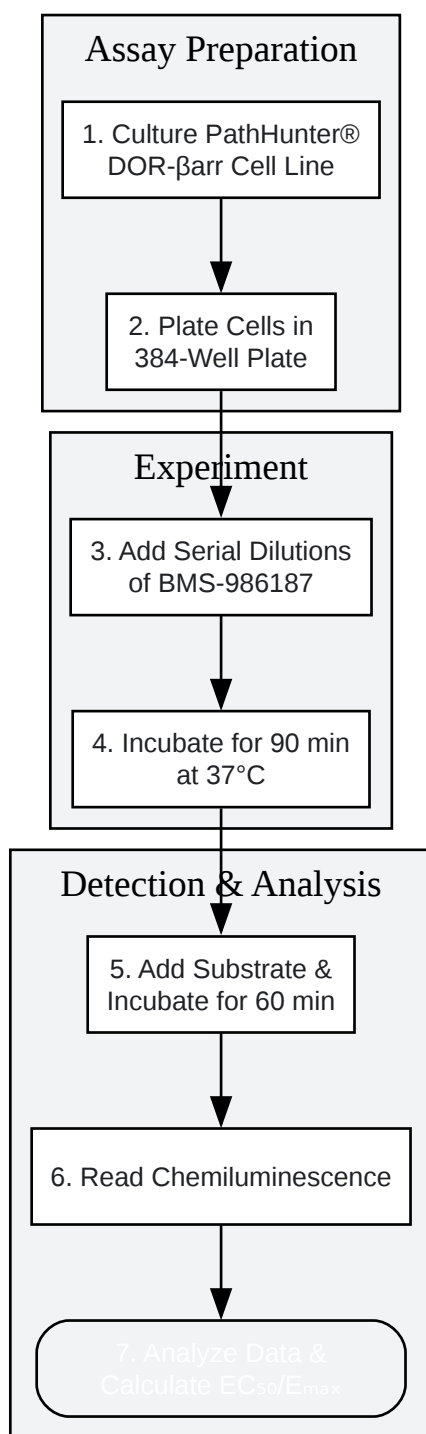 Assay Preparation
1. Culture PathHunter®
DOR-βarr Cell Line
2. Plate Cells in
384-Well Plate
Experiment
3. Add Serial Dilutions
of BMS-986187
4. Incubate for 90 min
at 37°C
Detection & Analysis
5. Add Substrate &
Incubate for 60 min
6. Read Chemiluminescence
7. Analyze Data &
Calculate EC₅₀/Eₘₐₓ